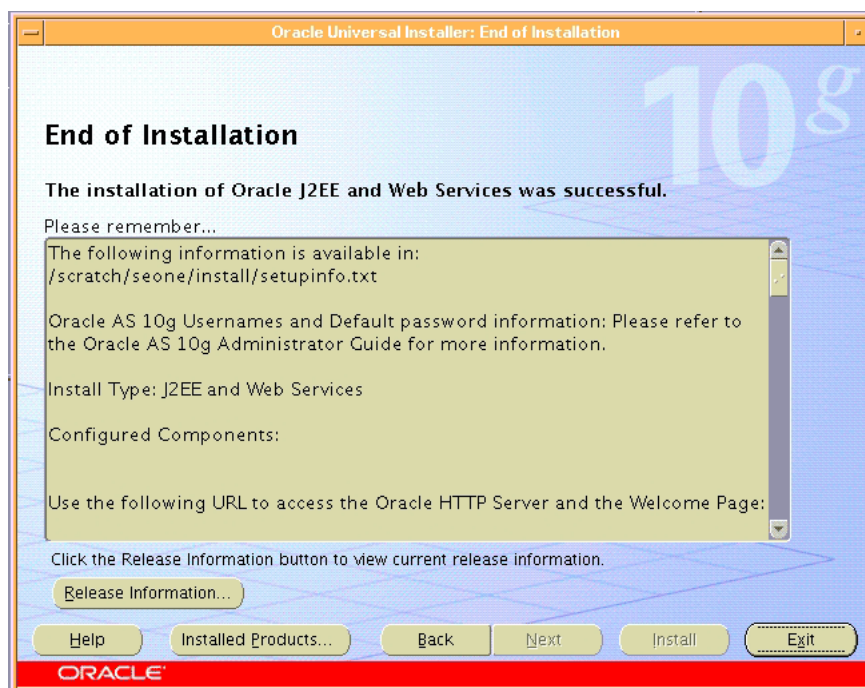 Oracle Universal Installer: End of Installation
10g
End of Installation
The installation of Oracle J2EE and Web Services was successful.
Please remember...
The following information is available in:
/scratch/seone/install/setupinfo.txt
Oracle AS 10g Usernames and Default password information: Please refer to
the Oracle AS 10g Administrator Guide for more information.
Install Type: J2EE and Web Services
Configured Components:
Use the following URL to access the Oracle HTTP Server and the Welcome Page:
Click the Release Information button to view current release information.
Release Information...
Help Installed Products... Back Next Install Exit
ORACLE